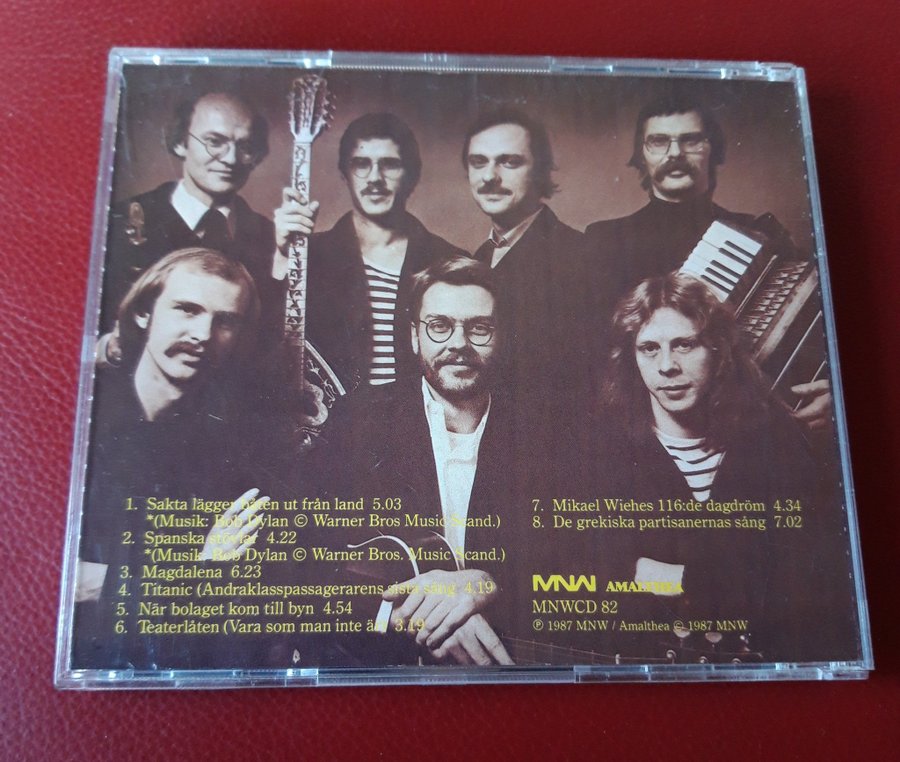 1. Sakta lägger båten ut från land 5.03
*(Musik: Bob Dylan © Warner Bros Music Scand.)
2. Spanska stövlar 4.22
*(Musik: Bob Dylan © Warner Bros. Music Scand.)
3. Magdalena 6.23
4. Titanic (Andraklasspassagerarens sista sång 4.19
5. När bolaget kom till byn 4.54
6. Teaterlåten (Vara som man inte är) 3.19
7. Mikael Wiehes 116:de dagdröm 4.34
8. De grekiska partisanernas sång 7.02
MNW AMALTHEA
MNWCD 82
℗ 1987 MNW / Amalthea © 1987 MNW